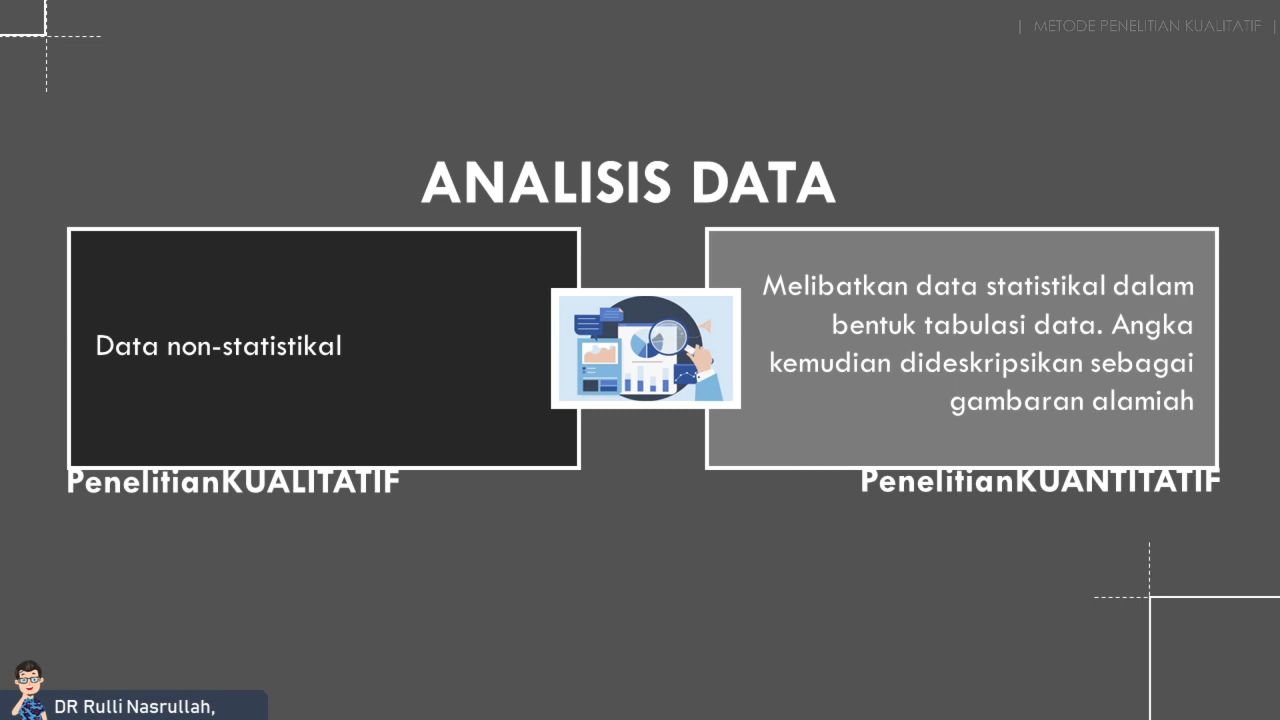 | METODE PENELITIAN KUALITATIF |
ANALISIS DATA
Data non-statistikal
Melibatkan data statistikal dalam
bentuk tabulasi data. Angka
kemudian dideskripsikan sebagai
gambaran alamiah
PenelitianKUALITATIF
PenelitianKUANTITATIF
DR Rulli Nasrullah,